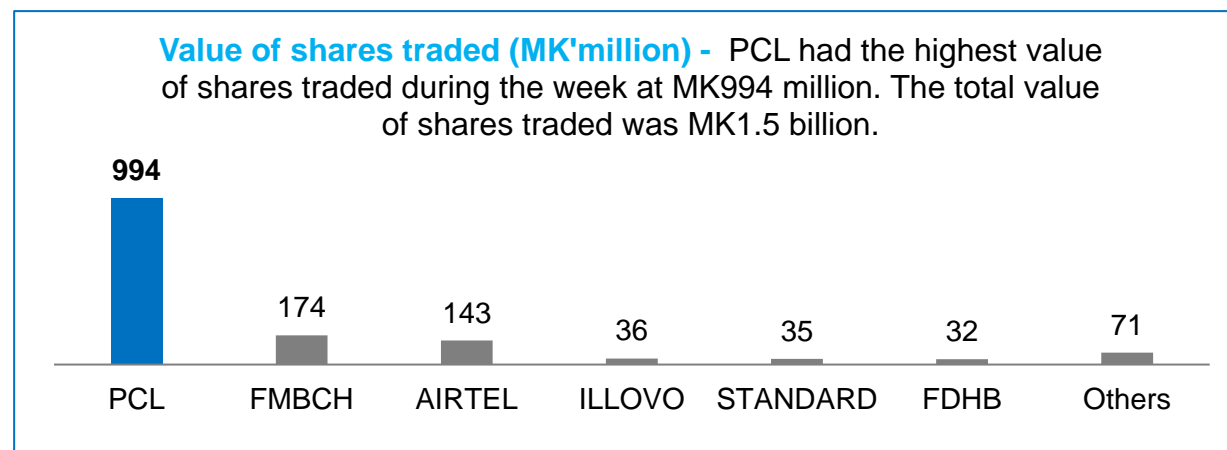 Value of shares traded (MK'million) - PCL had the highest value
of shares traded during the week at MK994 million. The total value
of shares traded was MK1.5 billion.
994
174
143
36
35
32
71
PCL
FMBCH
AIRTEL
ILLOVO
STANDARD
FDHB
Others